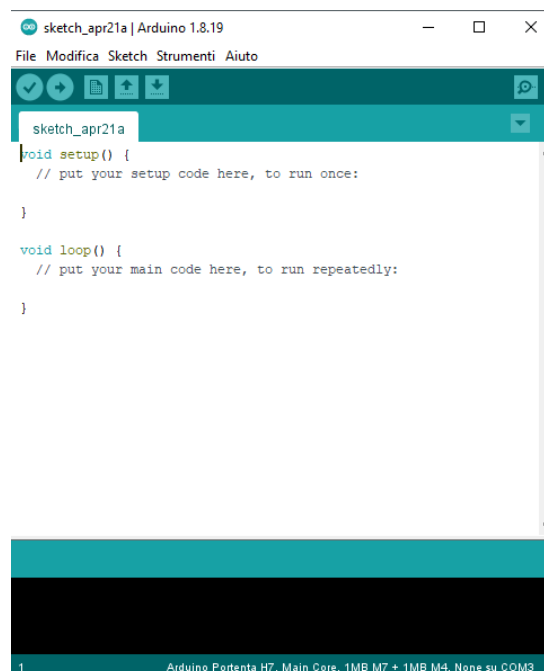 sketch_apr21a | Arduino 1.8.19
File Modifica Sketch Strumenti Aiuto
sketch_apr21a
void setup() {
  // put your setup code here, to run once:
}
void loop() {
  // put your main code here, to run repeatedly:
}
1 Arduino Portenta H7, Main Core, 1MB M7 + 1MB M4, None su COM3